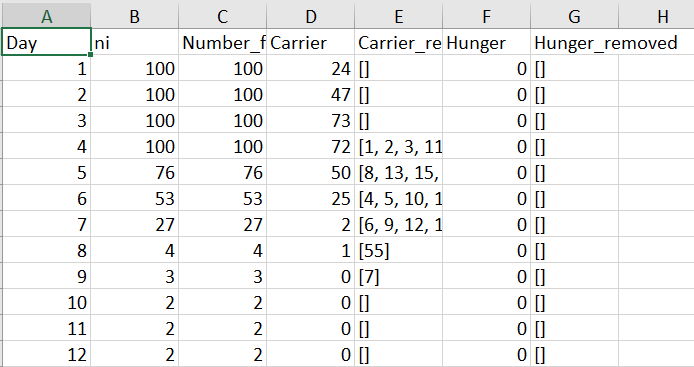 A B C D E F G H
Day ni Number_f Carrier Carrier_re Hunger Hunger_removed
1 100 100 24 [] 0 []
2 100 100 47 [] 0 []
3 100 100 73 [] 0 []
4 100 100 72 [1, 2, 3, 11 0 []
5 76 76 50 [8, 13, 15, 0 []
6 53 53 25 [4, 5, 10, 1 0 []
7 27 27 2 [6, 9, 12, 1 0 []
8 4 4 1 [55] 0 []
9 3 3 0 [7] 0 []
10 2 2 0 [] 0 []
11 2 2 0 [] 0 []
12 2 2 0 [] 0 []